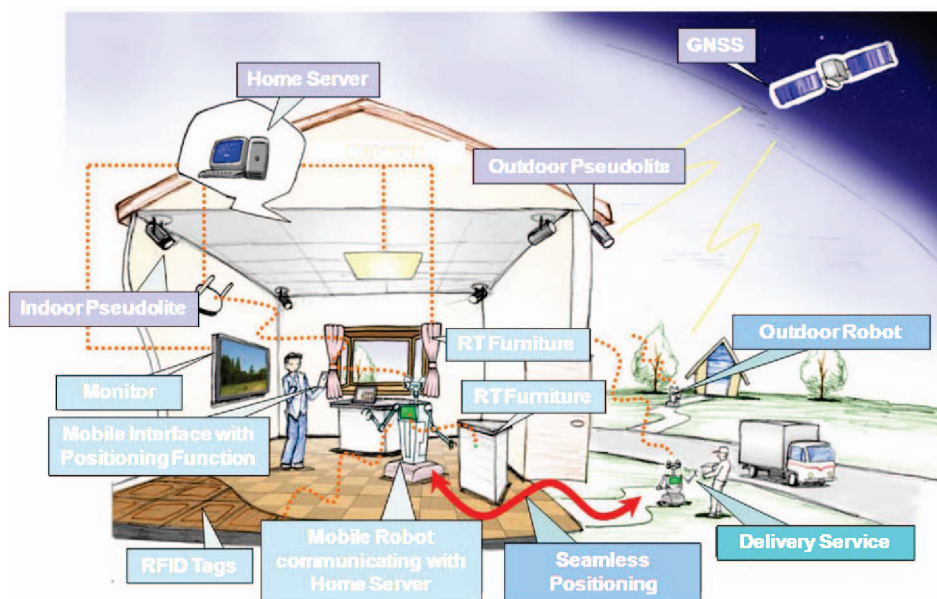 GNSS
Home Server
Outdoor Pseudolite
Indoor Pseudolite
RT Furniture
Outdoor Robot
Monitor
RT Furniture
Mobile Interface with
Positioning Function
RFID Tags
Mobile Robot
communicating with
Home Server
Seamless
Positioning
Delivery Service